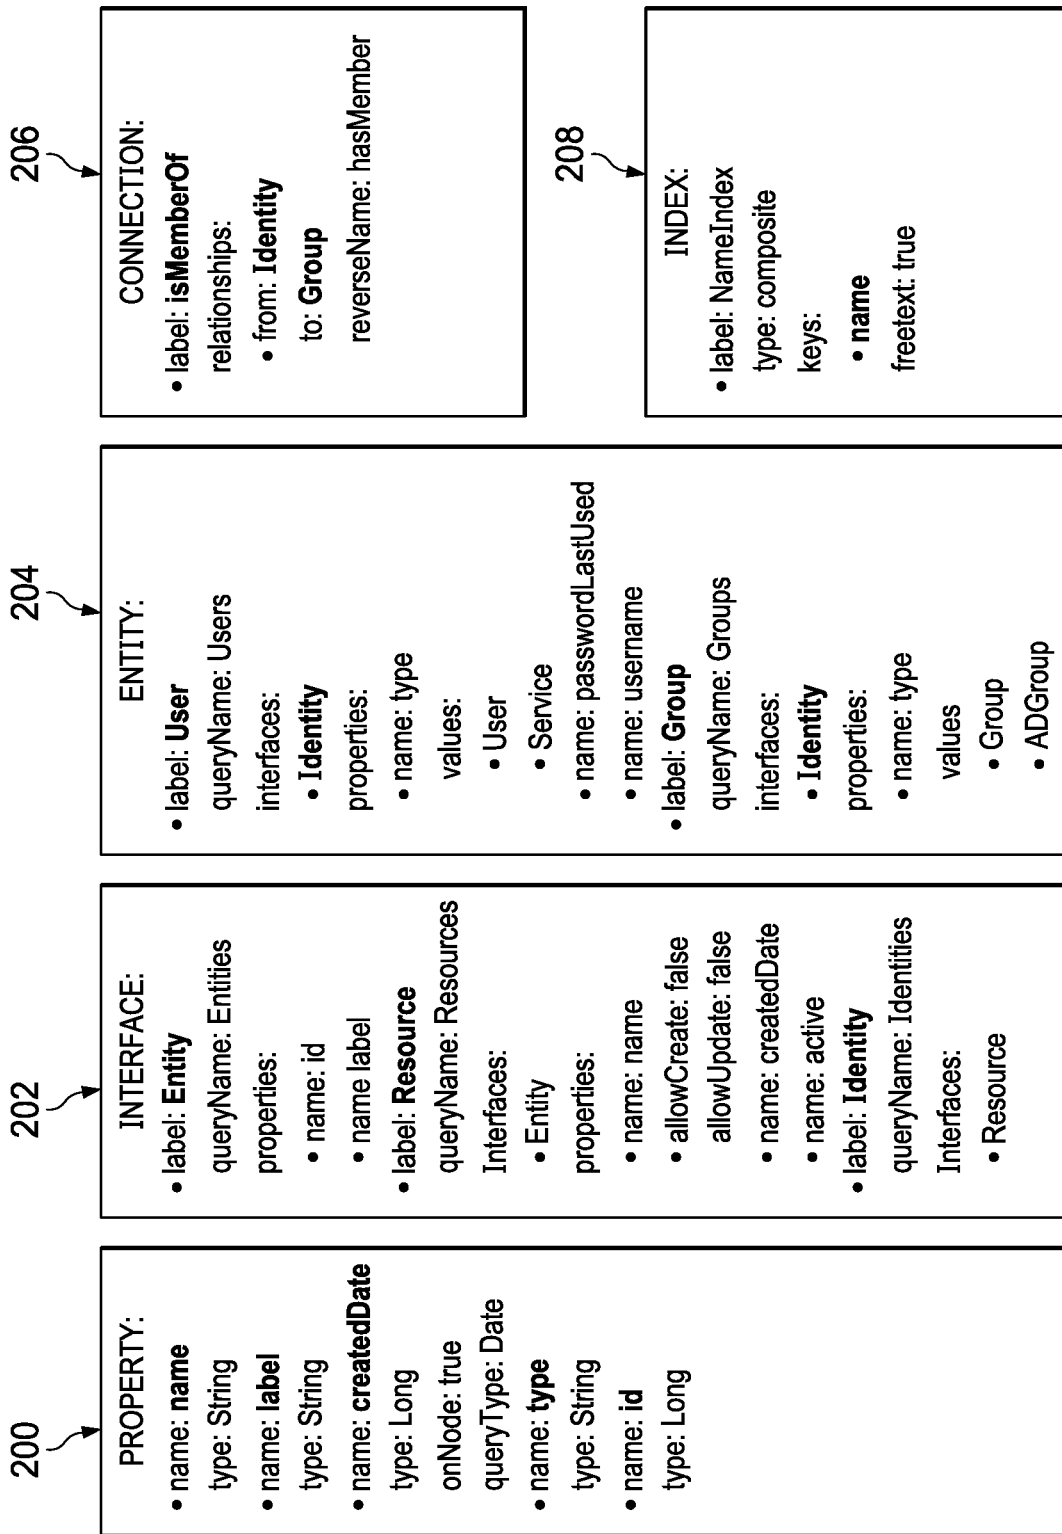 200
PROPERTY:
• name: name
type: String
• name: label
type: String
• name: createdDate
type: Long
onNode: true
queryType: Date
• name: type
type: String
• name: id
type: Long
202
INTERFACE:
• label: Entity
queryName: Entities
properties:
• name: id
• name label
• label: Resource
queryName: Resources
Interfaces:
• Entity
properties:
• name: name
• allowCreate: false
allowUpdate: false
• name: createdDate
• name: active
• label: Identity
queryName: Identities
Interfaces:
• Resource
204
ENTITY:
• label: User
queryName: Users
interfaces:
• Identity
properties:
• name: type
values:
• User
• Service
• name: passwordLastUsed
• name: username
• label: Group
queryName: Groups
interfaces:
• Identity
properties:
• name: type
values
• Group
• ADGroup
206
CONNECTION:
• label: isMemberOf
relationships:
• from: Identity
to: Group
reverseName: hasMember
208
INDEX:
• label: NameIndex
type: composite
keys:
• name
freetext: true